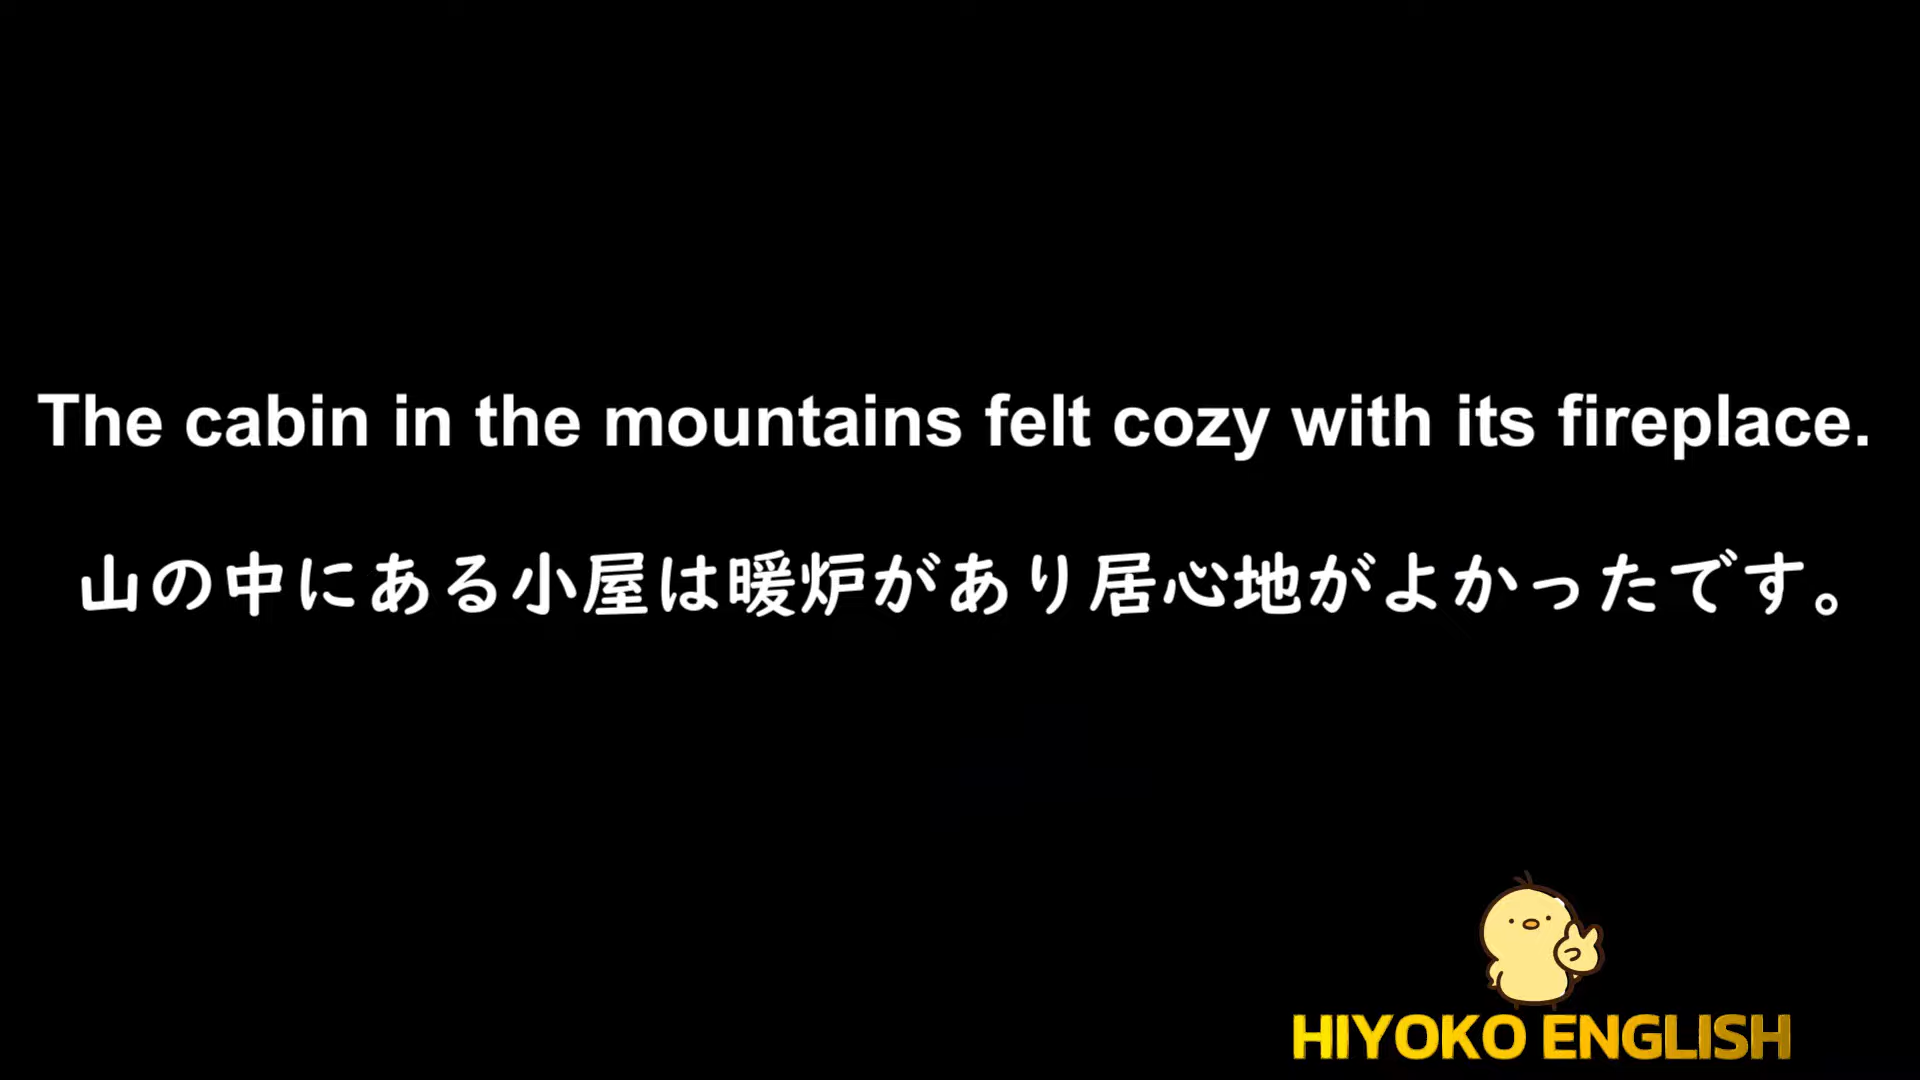 The cabin in the mountains felt cozy with its fireplace.
山の中にある小屋は暖炉があり居心地がよかったです。
HIYOKO ENGLISH